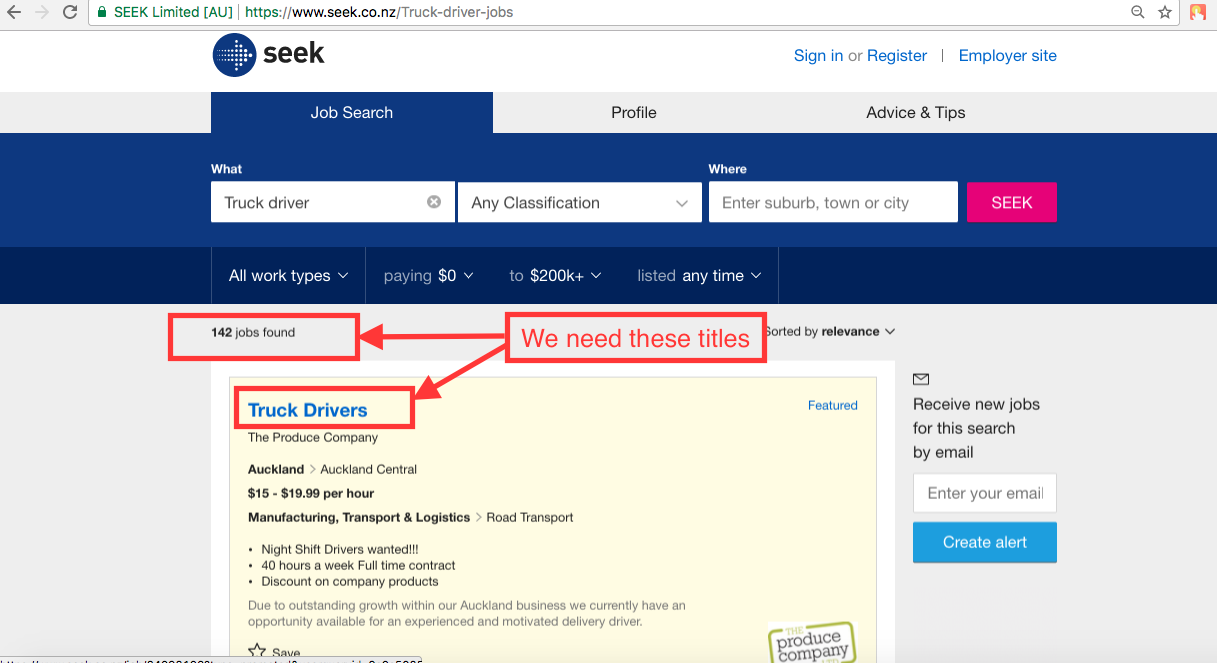 SEEK Limited [AU] | https://www.seek.co.nz/Truck-driver-jobs
seek
Sign in or Register | Employer site
Job Search Profile Advice & Tips
What Where
Truck driver Any Classification Enter suburb, town or city SEEK
All work types paying $0 to $200k+ listed any time
142 jobs found We need these titles Sorted by relevance
Truck Drivers Featured
The Produce Company
Auckland > Auckland Central
$15 - $19.99 per hour
Manufacturing, Transport & Logistics > Road Transport
• Night Shift Drivers wanted!!!
• 40 hours a week Full time contract
• Discount on company products
Due to outstanding growth within our Auckland business we currently have an
opportunity available for an experienced and motivated delivery driver.
Save
THE
produce
company
Receive new jobs
for this search
by email
Enter your email
Create alert